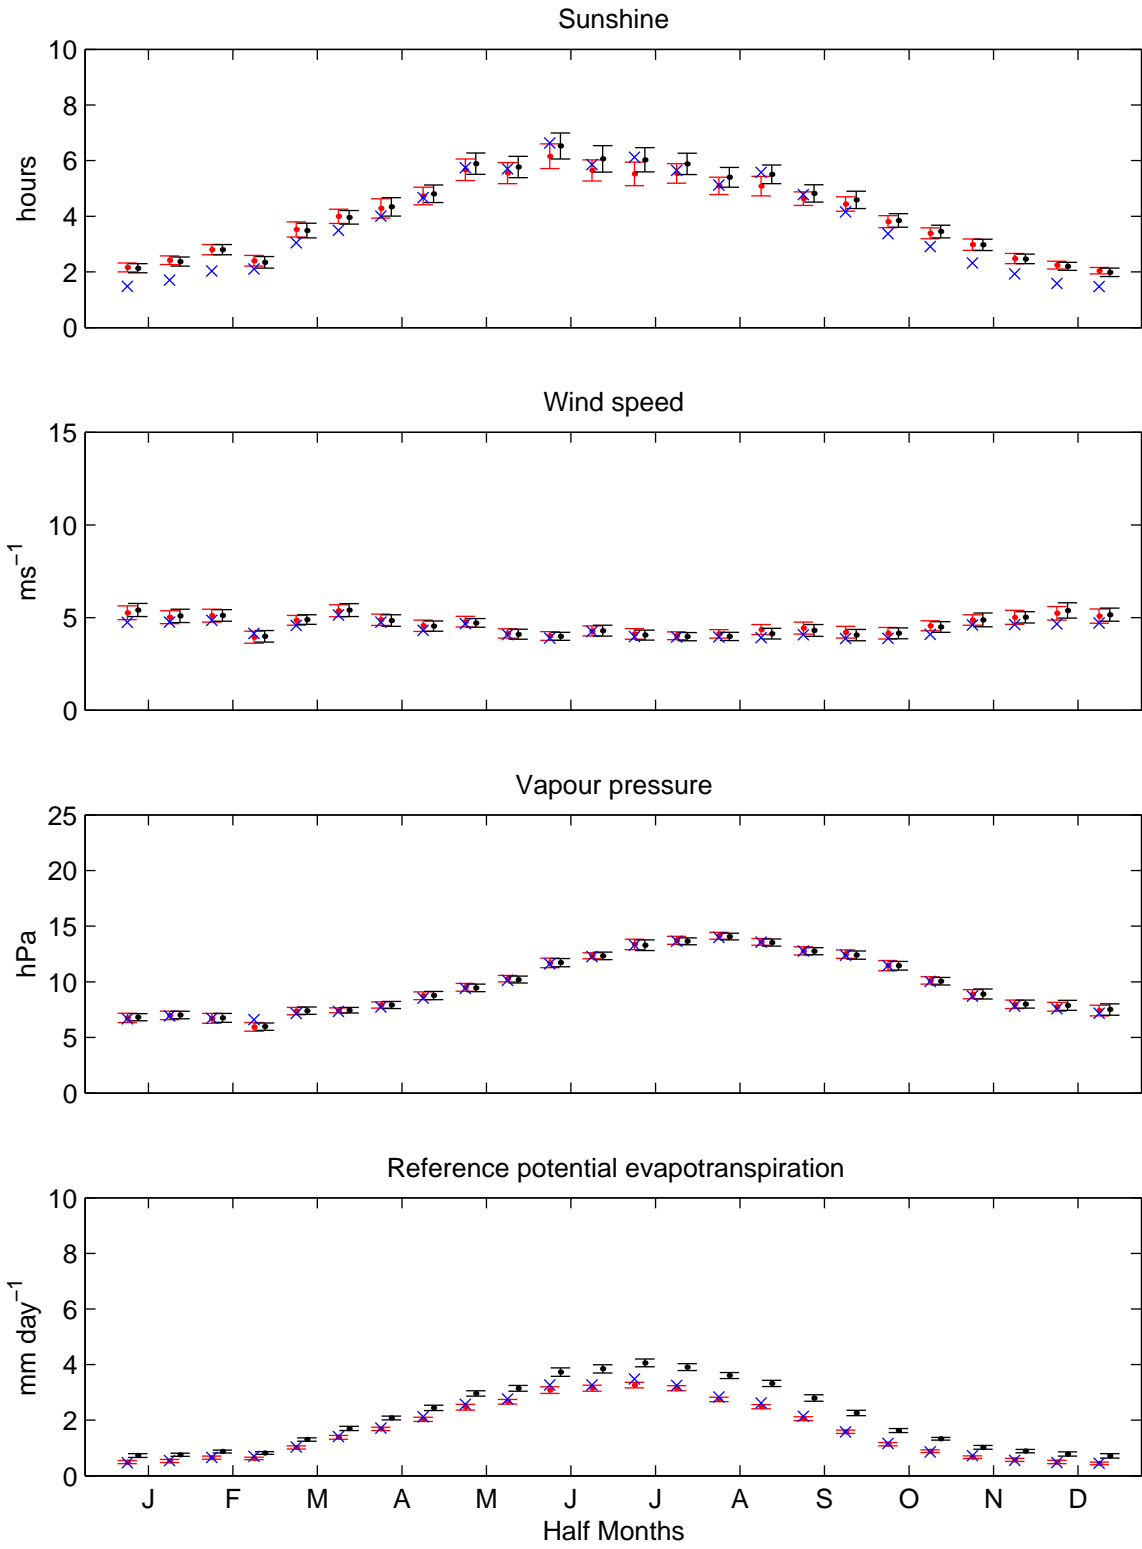 Sunshine
10
8
6
4
2
0
hours
Wind speed
15
10
5
0
ms⁻¹
Vapour pressure
25
20
15
10
5
0
hPa
Reference potential evapotranspiration
10
8
6
4
2
0
mm day⁻¹
J F M A M J J A S O N D
Half Months